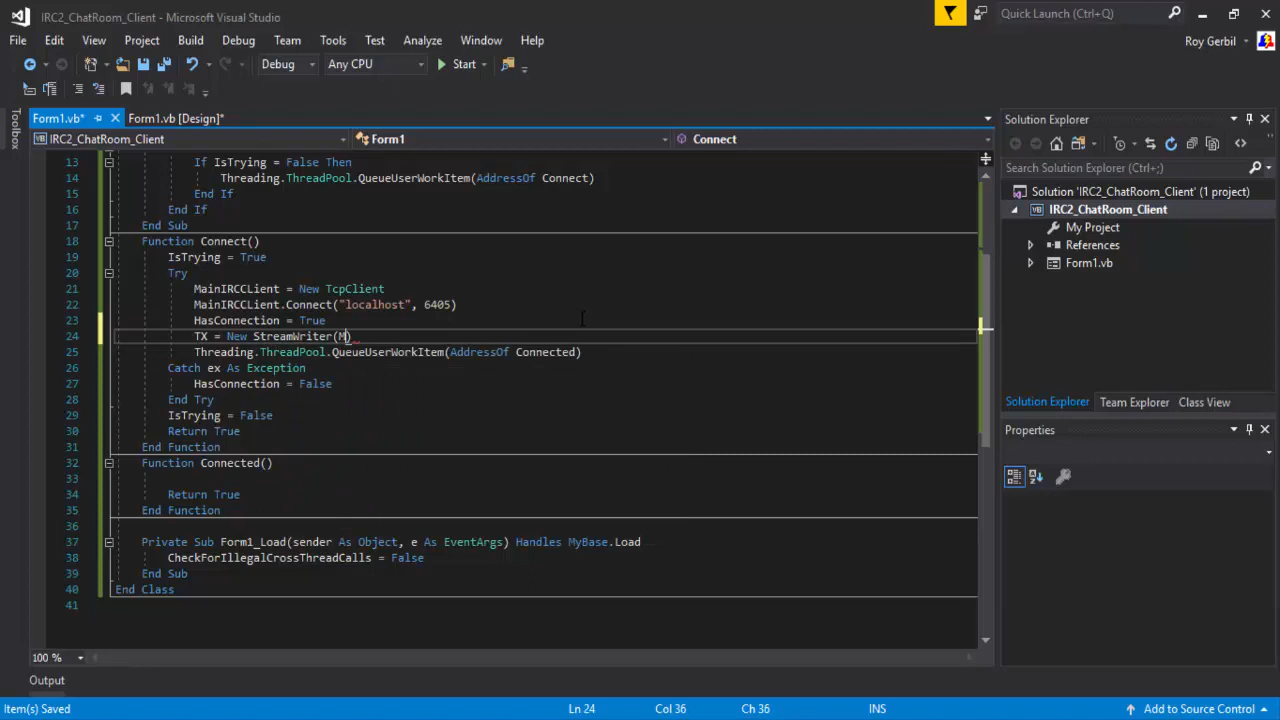 IRC2_ChatRoom_Client - Microsoft Visual Studio
Quick Launch (Ctrl+Q)
File Edit View Project Build Debug Team Tools Test Analyze Window Help
Roy Gerbil
Debug Any CPU Start
Toolbox
Form1.vb* Form1.vb [Design]*
IRC2_ChatRoom_Client Form1 Connect
13 If IsTrying = False Then
14 Threading.ThreadPool.QueueUserWorkItem(AddressOf Connect)
15 End If
16 End If
17 End Sub
18 Function Connect()
19 IsTrying = True
20 Try
21 MainIRCCLient = New TcpClient
22 MainIRCCLient.Connect("localhost", 6405)
23 HasConnection = True
24 TX = New StreamWriter(M)
25 Threading.ThreadPool.QueueUserWorkItem(AddressOf Connected)
26 Catch ex As Exception
27 HasConnection = False
28 End Try
29 IsTrying = False
30 Return True
31 End Function
32 Function Connected()
33
34 Return True
35 End Function
36
37 Private Sub Form1_Load(sender As Object, e As EventArgs) Handles MyBase.Load
38 CheckForIllegalCrossThreadCalls = False
39 End Sub
40 End Class
41
100 %
Output
Item(s) Saved Ln 24 Col 36 Ch 36 INS Add to Source Control
Solution Explorer
Search Solution Explorer (Ctrl+;)
Solution 'IRC2_ChatRoom_Client' (1 project)
VB IRC2_ChatRoom_Client
My Project
References
Form1.vb
Solution Explorer Team Explorer Class View
Properties